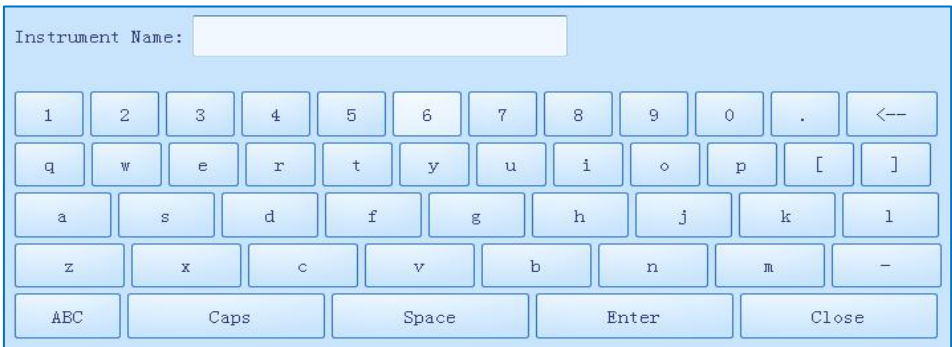 Instrument Name:
1 2 3 4 5 6 7 8 9 0 . <--
q w e r t y u i o p [ ]
a s d f g h j k l
z x c v b n m -
ABC Caps Space Enter Close